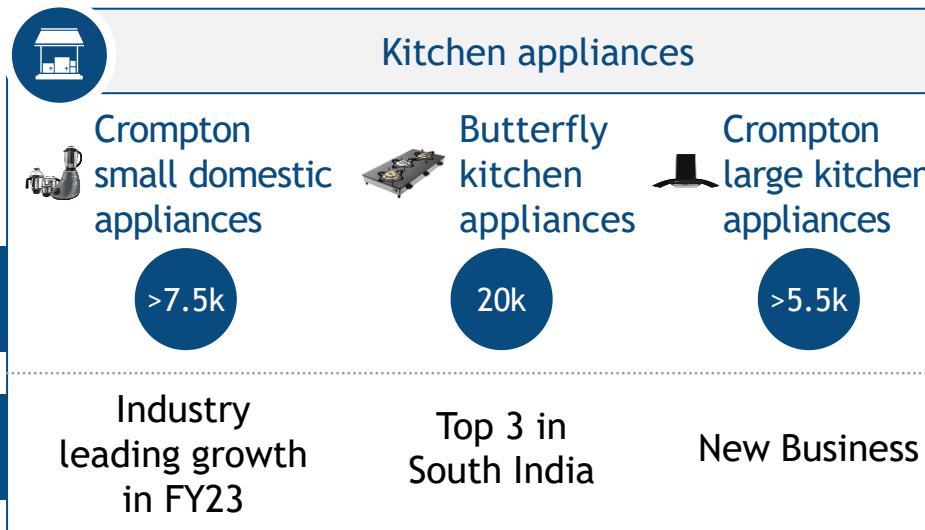 Kitchen appliances
Crompton
small domestic
appliances
Butterfly
kitchen
appliances
Crompton
large kitchen
appliances
>7.5k
20k
>5.5k
Industry
leading growth
in FY23
Top 3 in
South India
New Business